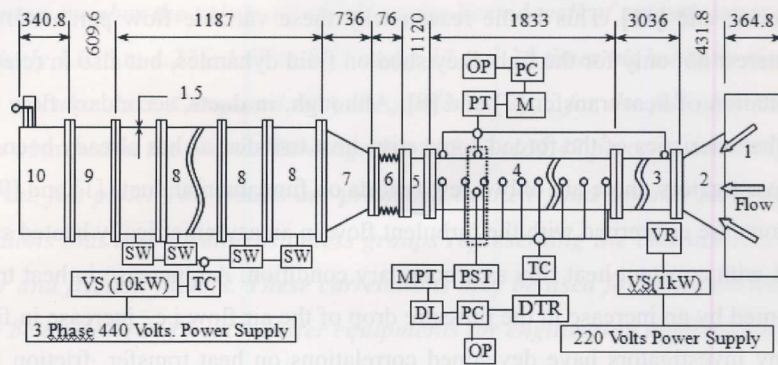 340.8 609.6 1187 736 76 1120 1833 3036 431.5 364.8
OP PC
1.5
PT M
10 9 9 8 8 8 7 6 5 4 3 2 1
Flow
SW SW SW SW
VR
VS (10kW) TC
MPT PST TC VS(1kW)
DL PC DTR
3 Phase 440 Volts. Power Supply
220 Volts Power Supply
OP